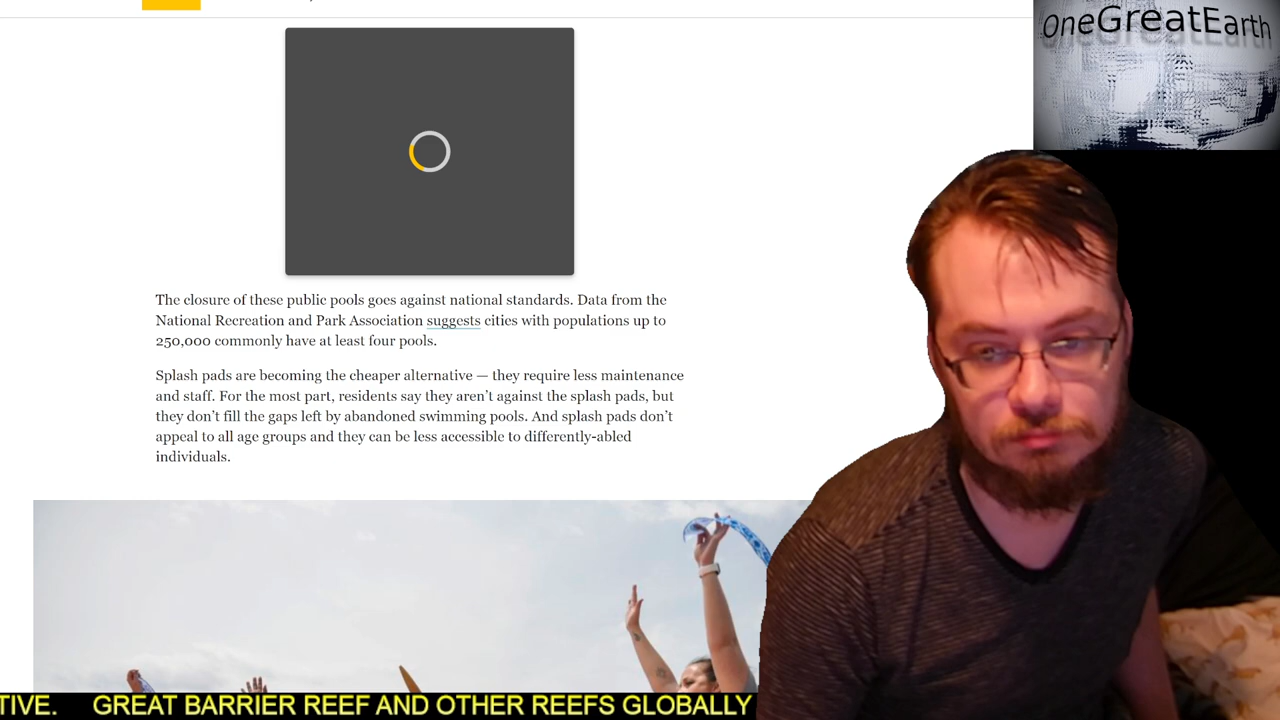 OneGreatEarth
The closure of these public pools goes against national standards. Data from the
National Recreation and Park Association suggests cities with populations up to
250,000 commonly have at least four pools.
Splash pads are becoming the cheaper alternative — they require less maintenance
and staff. For the most part, residents say they aren’t against the splash pads, but
they don’t fill the gaps left by abandoned swimming pools. And splash pads don’t
appeal to all age groups and they can be less accessible to differently-abled
individuals.
TIVE. GREAT BARRIER REEF AND OTHER REEFS GLOBALLY